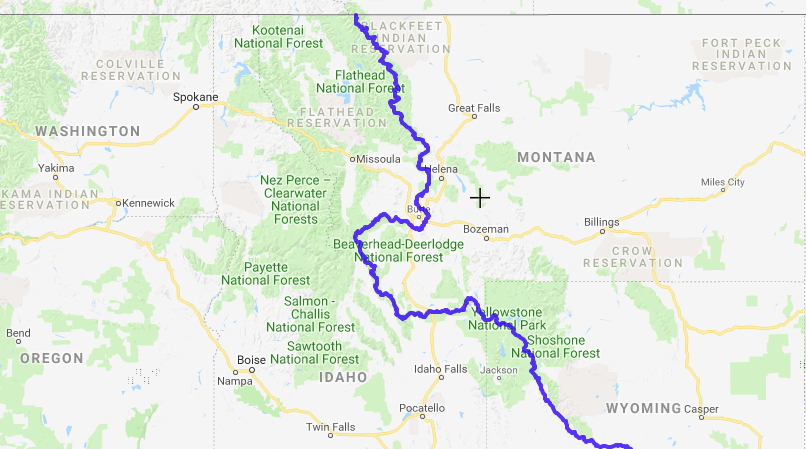 Kootenai
National Forest
BLACKFEET
INDIAN
RESERVATION
COLVILLE
RESERVATION
FORT PECK
INDIAN
RESERVATION
Flathead
National Forest
Spokane
Great Falls
FLATHEAD
RESERVATION
WASHINGTON
Missoula
Helena
MONTANA
Yakima
Nez Perce -
Clearwater
National
Forests
Miles City
KAMA INDIAN
RESERVATION
Kennewick
Butte
Bozeman
Billings
Beaverhead-Deerlodge
National Forest
CROW
RESERVATION
Payette
National Forest
Salmon -
Challis
National Forest
Yellowstone
National Park
Bend
Sawtooth
National Forest
Shoshone
National Forest
OREGON
Boise
Nampa
IDAHO
Idaho Falls
Jackson
Pocatello
WYOMING
Casper
Twin Falls